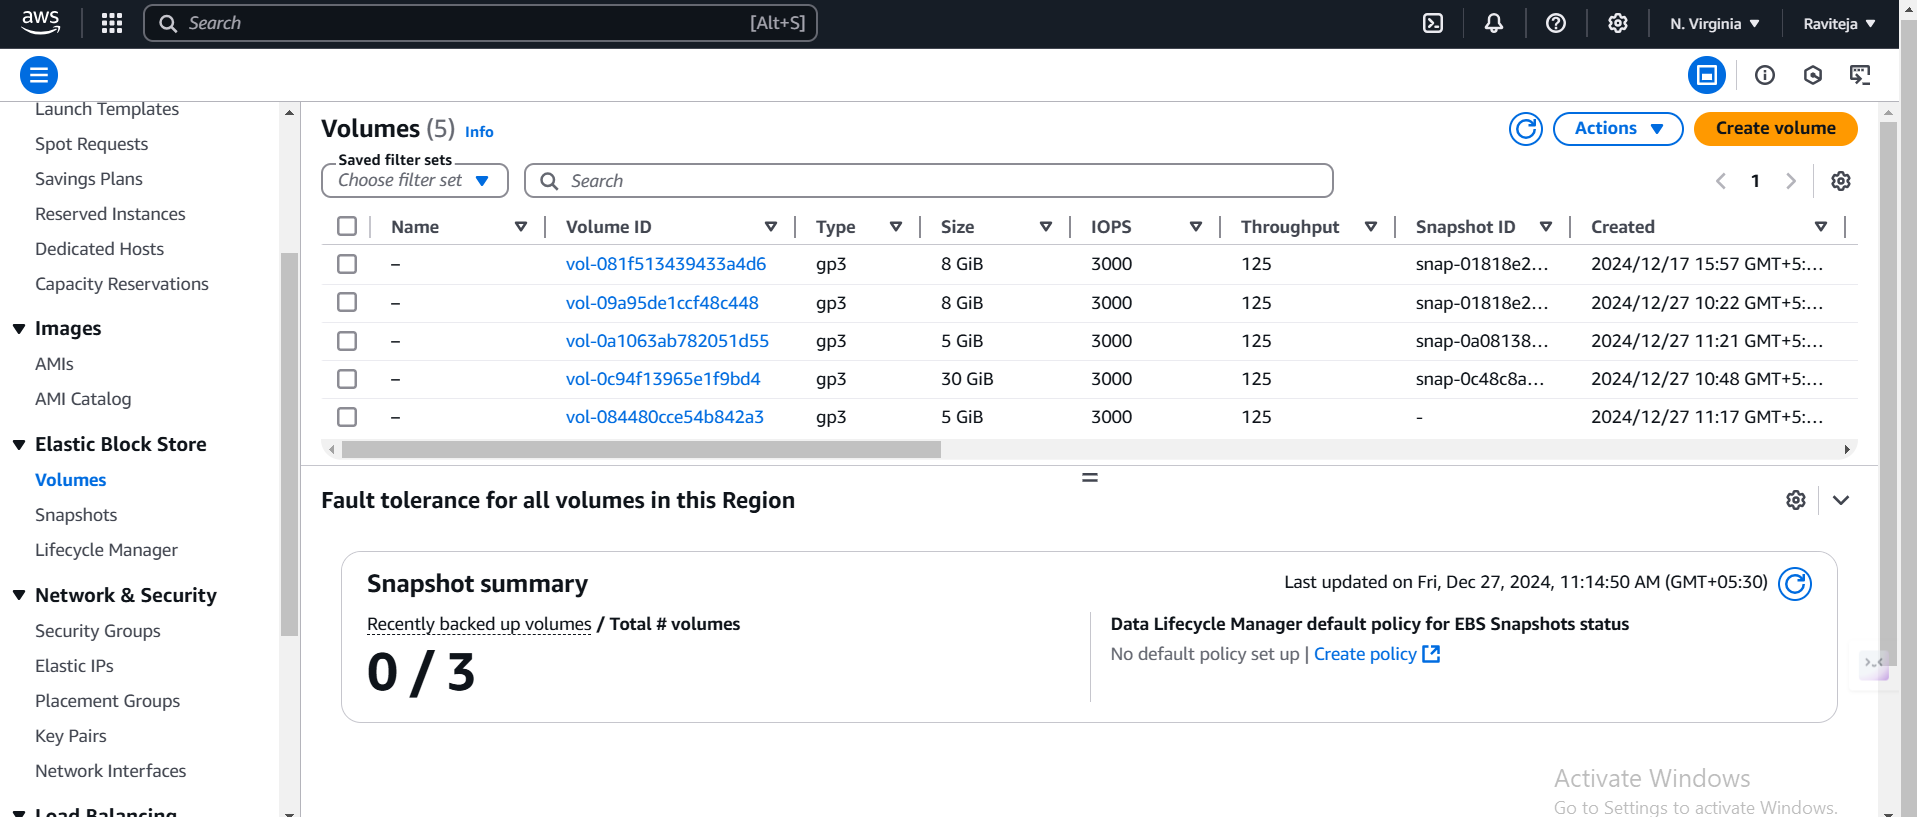 aws
Search [Alt+S]
N. Virginia
Raviteja
Launch Templates
Spot Requests
Savings Plans
Reserved Instances
Dedicated Hosts
Capacity Reservations
Images
AMIs
AMI Catalog
Elastic Block Store
Volumes
Snapshots
Lifecycle Manager
Network & Security
Security Groups
Elastic IPs
Placement Groups
Key Pairs
Network Interfaces
Load Balancing
Volumes (5) Info
Actions
Create volume
Saved filter sets
Choose filter set
Search
1
Name Volume ID Type Size IOPS Throughput Snapshot ID Created
– vol-081f513439433a4d6 gp3 8 GiB 3000 125 snap-01818e2... 2024/12/17 15:57 GMT+5:...
– vol-09a95de1ccf48c448 gp3 8 GiB 3000 125 snap-01818e2... 2024/12/27 10:22 GMT+5:...
– vol-0a1063ab782051d55 gp3 5 GiB 3000 125 snap-0a08138... 2024/12/27 11:21 GMT+5:...
– vol-0c94f13965e1f9bd4 gp3 30 GiB 3000 125 snap-0c48c8a... 2024/12/27 10:48 GMT+5:...
– vol-084480cce54b842a3 gp3 5 GiB 3000 125 - 2024/12/27 11:17 GMT+5:...
Fault tolerance for all volumes in this Region
Snapshot summary
Last updated on Fri, Dec 27, 2024, 11:14:50 AM (GMT+05:30)
Recently backed up volumes / Total # volumes
0 / 3
Data Lifecycle Manager default policy for EBS Snapshots status
No default policy set up | Create policy
Activate Windows
Go to Settings to activate Windows.